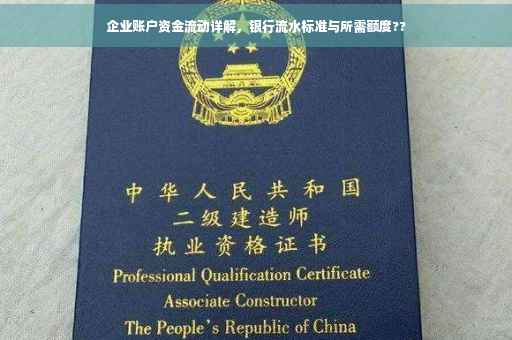 企业账户资金流动详解，银行流水标准与所需额度??
中华人民共和国
二级建造师
执业资格证书
Professional Qualification Certificate
Associate Constructor
The People's Republic of China